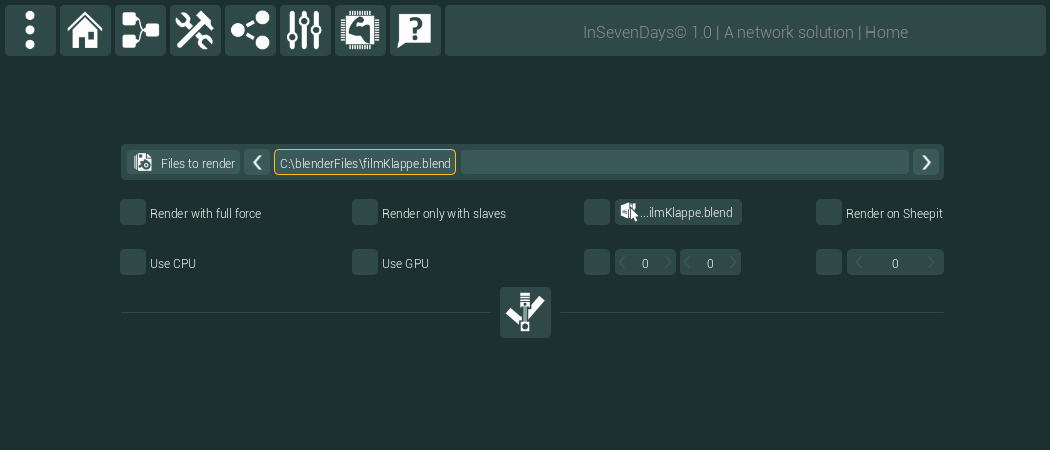 InSevenDays© 1.0 | A network solution | Home
Files to render C:\blenderFiles\filmKlappe.blend
Render with full force Render only with slaves ...ilmKlappe.blend Render on Sheepit
Use CPU Use GPU 0 0 0